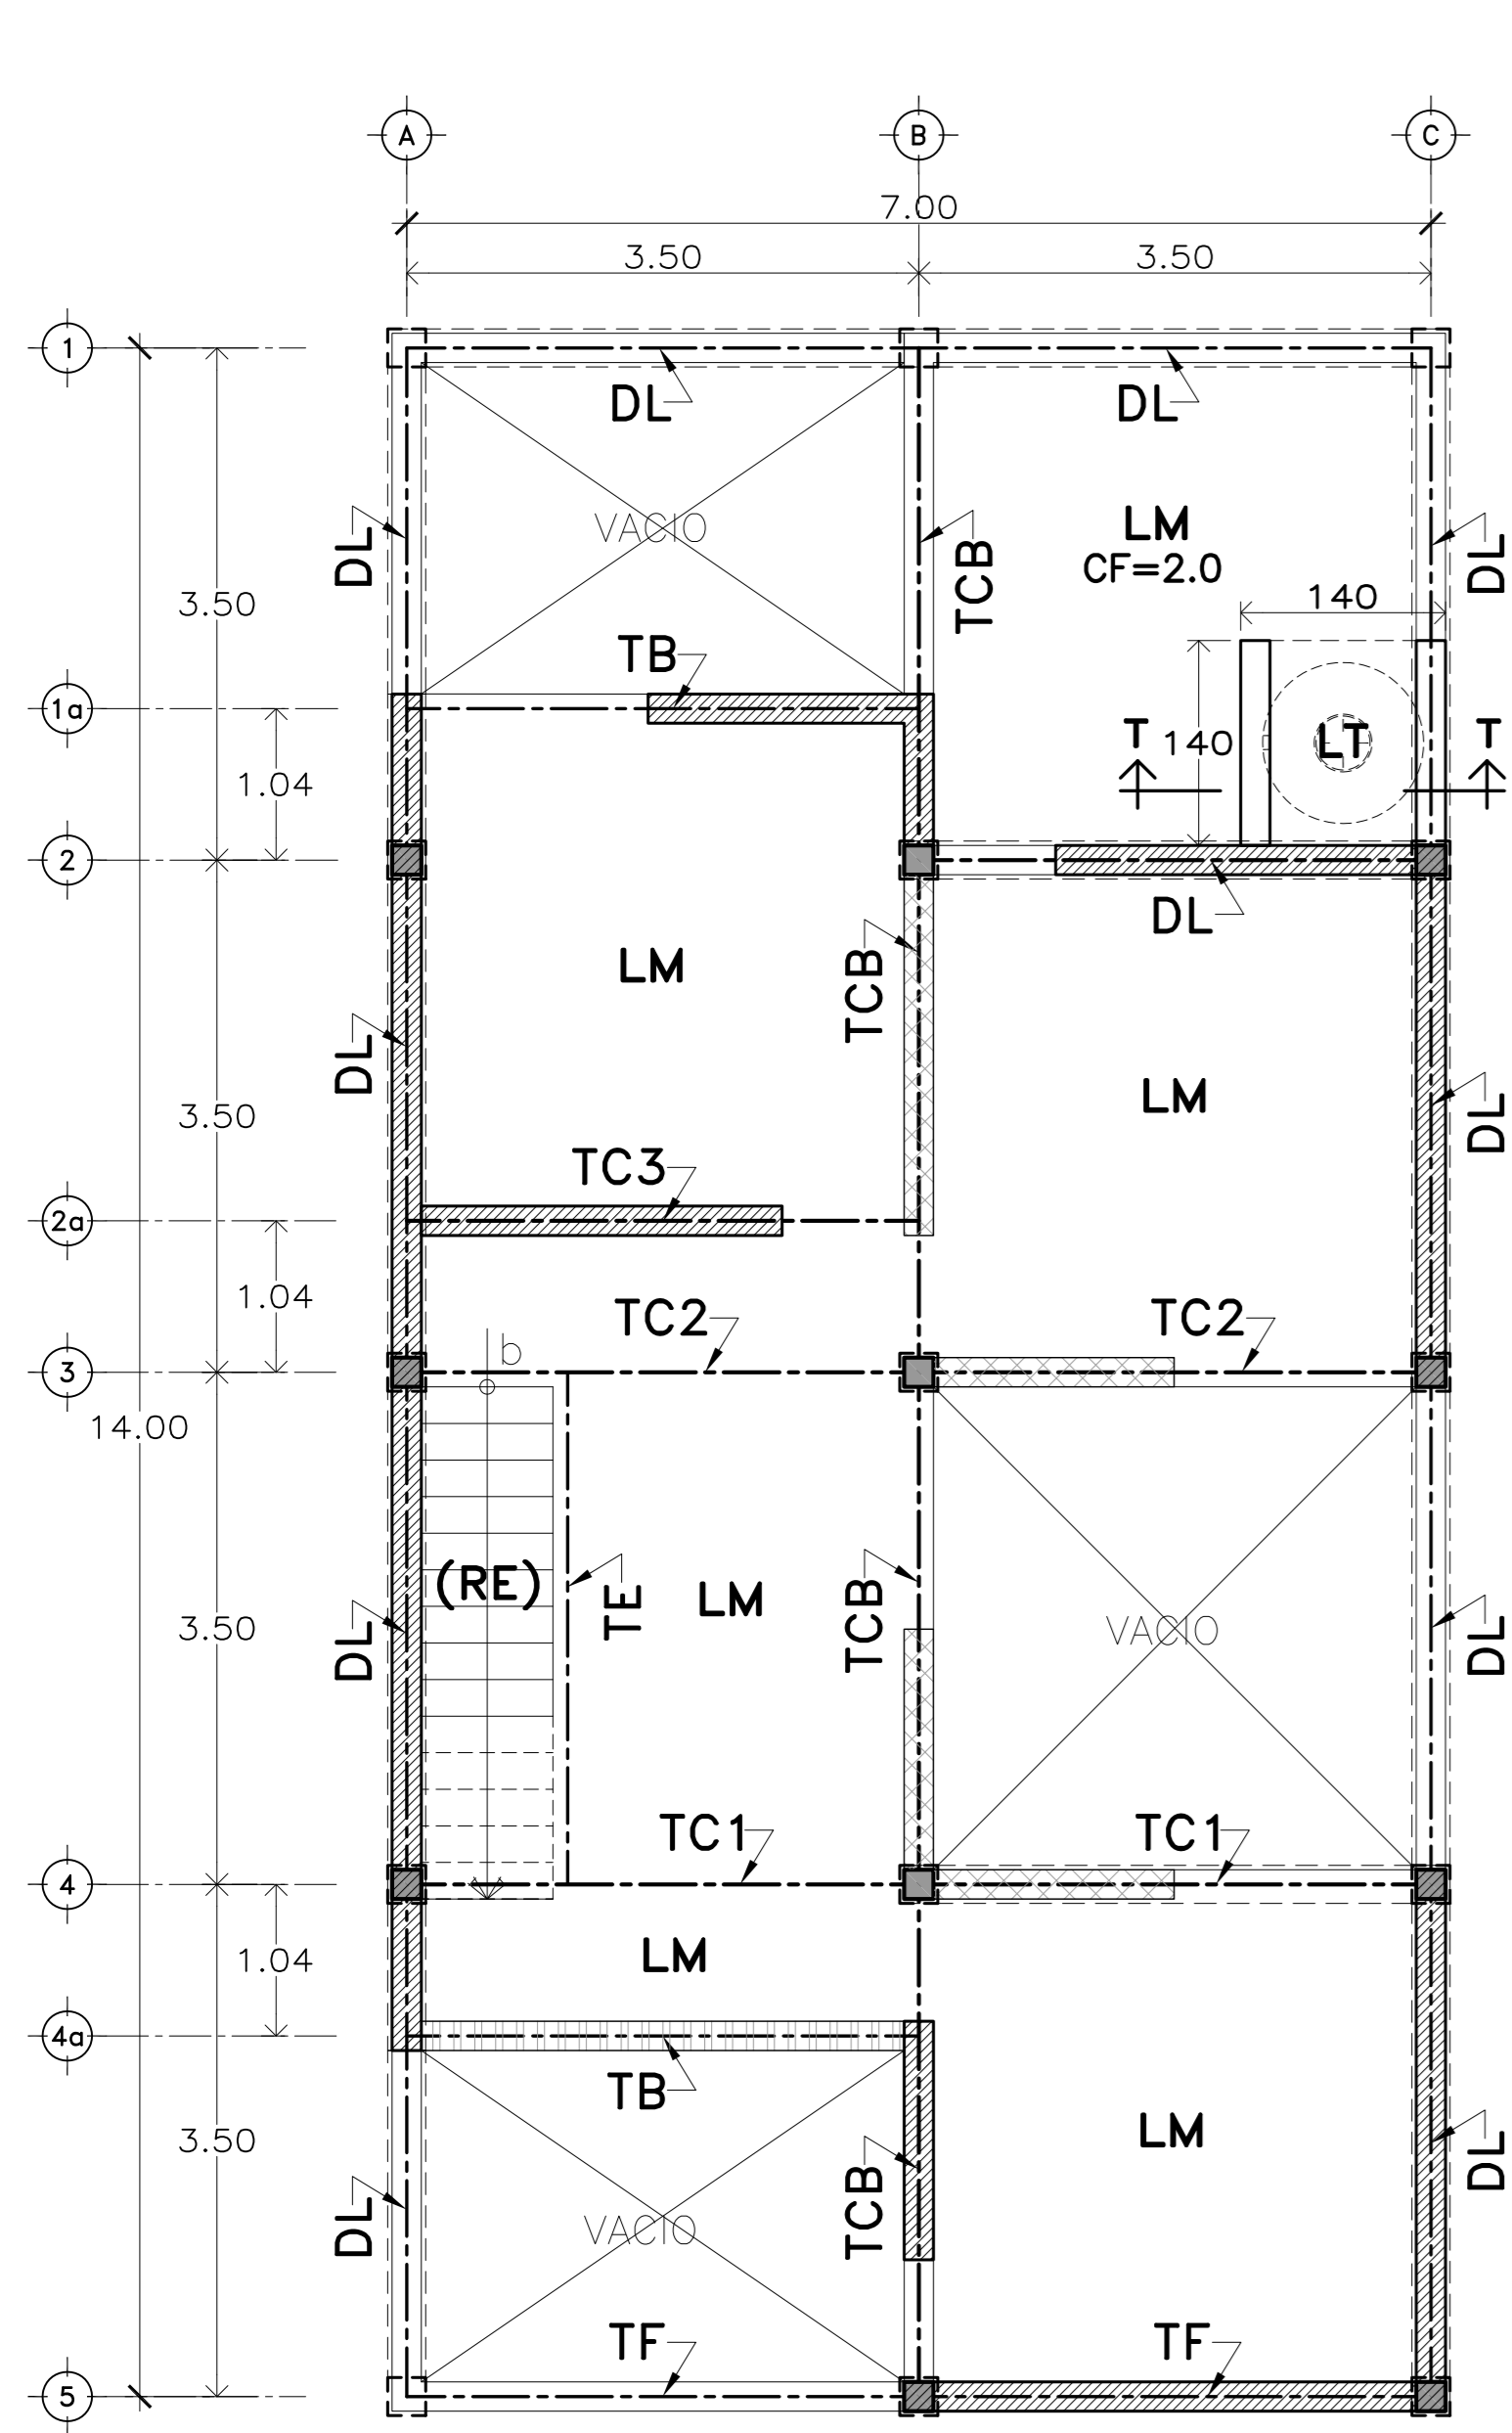 A
B
C
7.00
3.50
3.50
1
DL
DL
DL
VACIO
TCB
LM
CF=2.0
DL
3.50
140
TB
1a
T
140
LT
T
1.04
2
DL
LM
TCB
DL
LM
DL
3.50
TC3
2a
1.04
TC2
TC2
b
3
14.00
(RE)
TE
LM
TCB
VACIO
DL
DL
3.50
TC1
TC1
4
LM
1.04
4a
TB
LM
DL
3.50
DL
VACIO
TCB
TF
TF
5